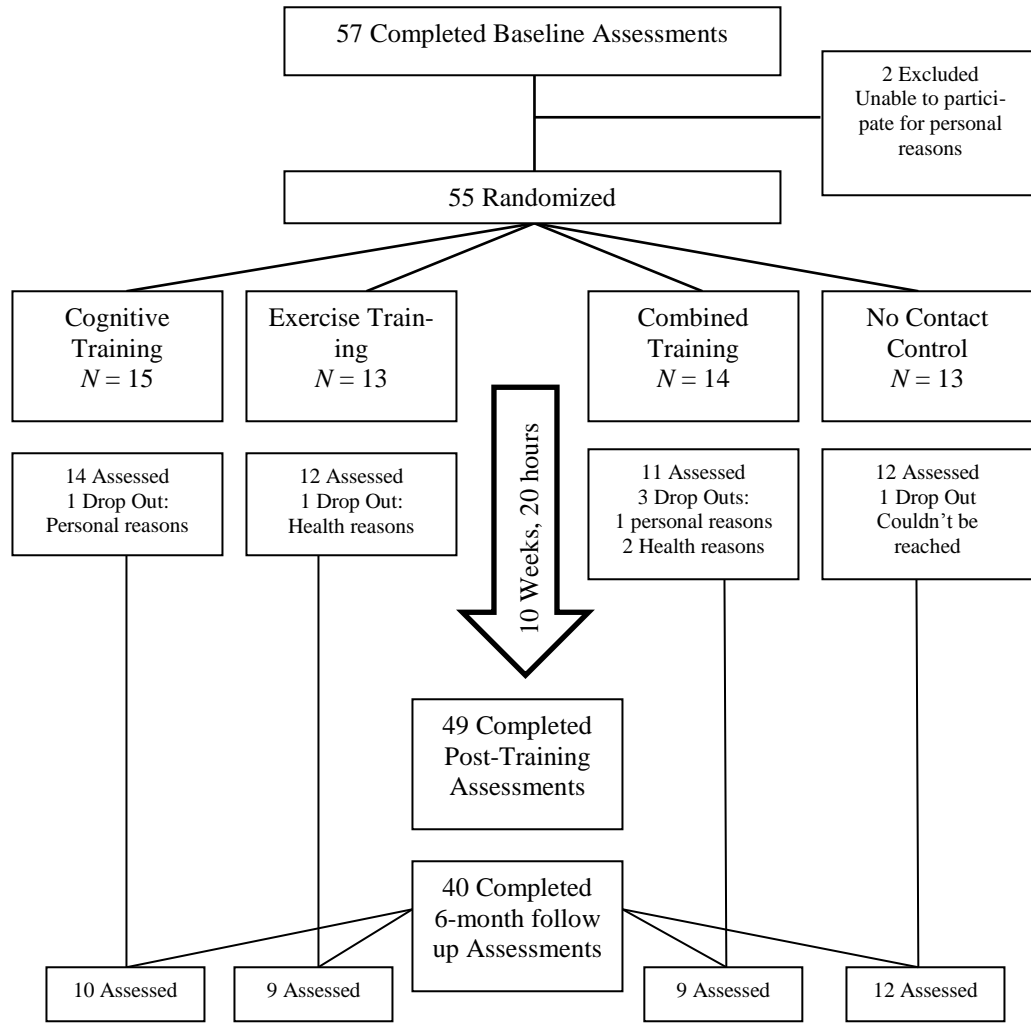 57 Completed Baseline Assessments
2 Excluded
Unable to partici-
pate for personal
reasons
55 Randomized
Cognitive
Training
N = 15
Exercise Train-
ing
N = 13
Combined
Training
N = 14
No Contact
Control
N = 13
14 Assessed
1 Drop Out:
Personal reasons
12 Assessed
1 Drop Out:
Health reasons
10 Weeks, 20 hours
11 Assessed
3 Drop Outs:
1 personal reasons
2 Health reasons
12 Assessed
1 Drop Out
Couldn’t be
reached
49 Completed
Post-Training
Assessments
40 Completed
6-month follow
up Assessments
10 Assessed
9 Assessed
9 Assessed
12 Assessed